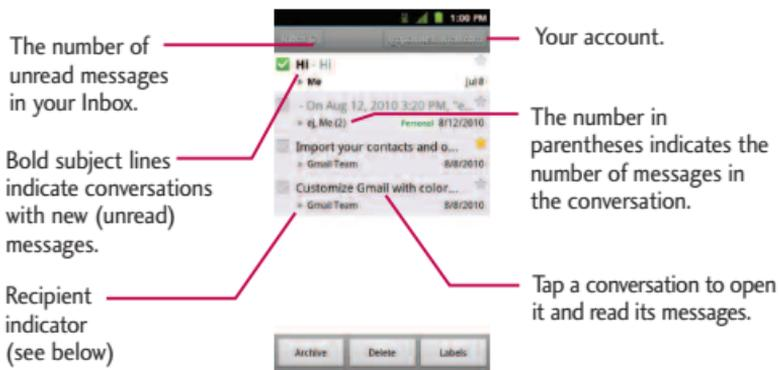 1:00 PM
The number of
unread messages
in your Inbox.
Your account.
Hi - Hi
Me
Jul 8
- On Aug 12, 2010 3:20 PM, "e...
ej, Me (2)
Personal 8/12/2010
The number in
parentheses indicates the
number of messages in
the conversation.
Import your contacts and o...
Gmail Team
8/8/2010
Bold subject lines
indicate conversations
with new (unread)
messages.
Customize Gmail with color...
Gmail Team
8/8/2010
Tap a conversation to open
it and read its messages.
Recipient
indicator
(see below)
Archive
Delete
Labels